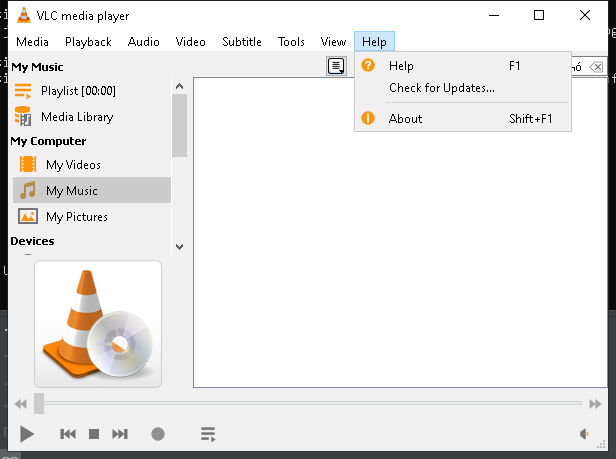 VLC media player
Media Playback Audio Video Subtitle Tools View Help
My Music
Playlist [00:00]
Media Library
My Computer
My Videos
My Music
My Pictures
Devices
Help F1
Check for Updates...
About Shift+F1